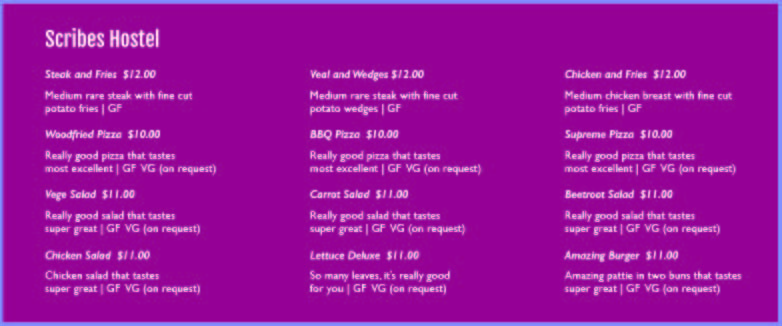 Scribes Hostel
Steak and Fries $12.00
Medium rare steak with fine cut
potato fries | GF
Woodfried Pizza $10.00
Really good pizza that tastes
most excellent | GF VG (on request)
Vege Salad $11.00
Really good salad that tastes
super great | GF VG (on request)
Chicken Salad $11.00
Chicken salad that tastes
super great | GF VG (on request)
Veal and Wedges $12.00
Medium rare steak with fine cut
potato wedges | GF
BBQ Pizza $10.00
Really good pizza that tastes
most excellent | GF VG (on request)
Carrot Salad $11.00
Really good salad that tastes
super great | GF VG (on request)
Lettuce Deluxe $11.00
So many leaves, it's really good
for you | GF VG (on request)
Chicken and Fries $12.00
Medium chicken breast with fine cut
potato fries | GF
Supreme Pizza $10.00
Really good pizza that tastes
most excellent | GF VG (on request)
Beetroot Salad $11.00
Really good salad that tastes
super great | GF VG (on request)
Amazing Burger $11.00
Amazing pattie in two buns that tastes
super great | GF VG (on request)